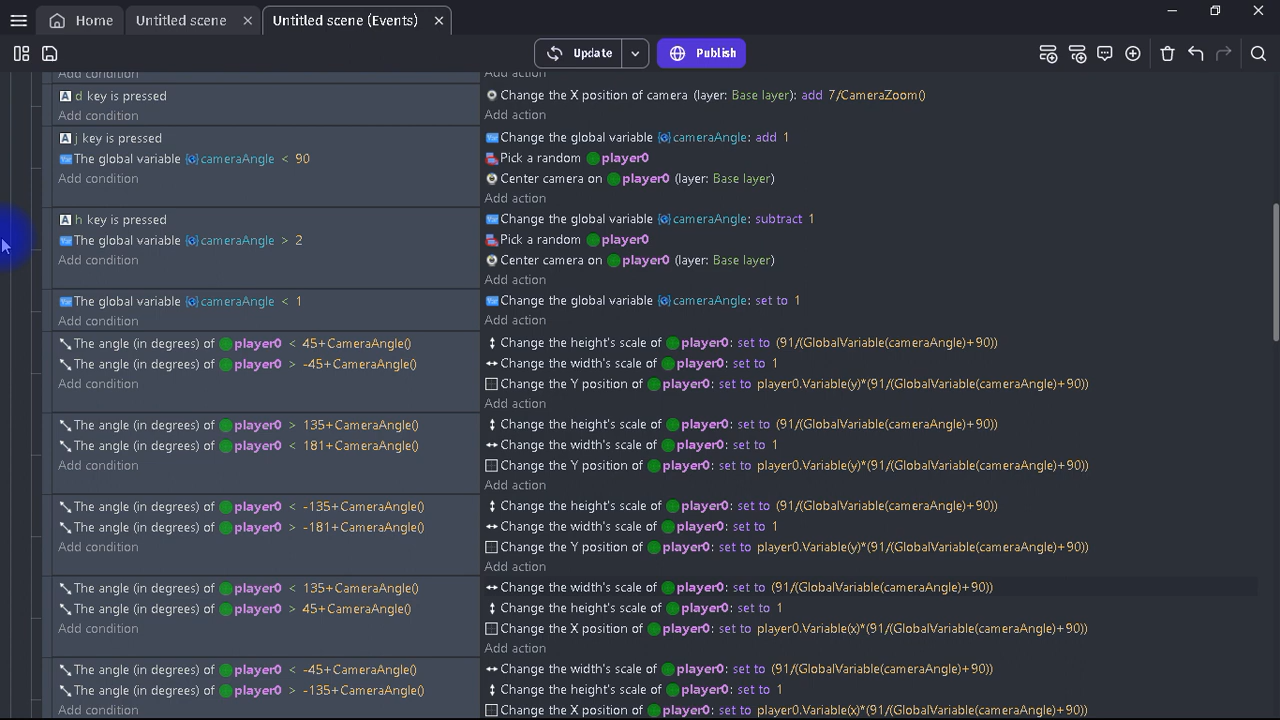 Home
Untitled scene
Untitled scene (Events)
Update
Publish
Add condition
Add action
d key is pressed
Change the X position of camera (layer: Base layer): add 7/CameraZoom()
Add condition
Add action
j key is pressed
Change the global variable cameraAngle: add 1
The global variable cameraAngle < 90
Pick a random player0
Add condition
Center camera on player0 (layer: Base layer)
Add action
h key is pressed
Change the global variable cameraAngle: subtract 1
The global variable cameraAngle > 2
Pick a random player0
Add condition
Center camera on player0 (layer: Base layer)
Add action
The global variable cameraAngle < 1
Change the global variable cameraAngle: set to 1
Add condition
Add action
The angle (in degrees) of player0 < 45+CameraAngle()
Change the height's scale of player0: set to (91/(GlobalVariable(cameraAngle)+90))
The angle (in degrees) of player0 > -45+CameraAngle()
Change the width's scale of player0: set to 1
Add condition
Change the Y position of player0: set to player0.Variable(y)*(91/(GlobalVariable(cameraAngle)+90))
Add action
The angle (in degrees) of player0 > 135+CameraAngle()
Change the height's scale of player0: set to (91/(GlobalVariable(cameraAngle)+90))
The angle (in degrees) of player0 < 181+CameraAngle()
Change the width's scale of player0: set to 1
Add condition
Change the Y position of player0: set to player0.Variable(y)*(91/(GlobalVariable(cameraAngle)+90))
Add action
The angle (in degrees) of player0 < -135+CameraAngle()
Change the height's scale of player0: set to (91/(GlobalVariable(cameraAngle)+90))
The angle (in degrees) of player0 > -181+CameraAngle()
Change the width's scale of player0: set to 1
Add condition
Change the Y position of player0: set to player0.Variable(y)*(91/(GlobalVariable(cameraAngle)+90))
Add action
The angle (in degrees) of player0 < 135+CameraAngle()
Change the width's scale of player0: set to (91/(GlobalVariable(cameraAngle)+90))
The angle (in degrees) of player0 > 45+CameraAngle()
Change the height's scale of player0: set to 1
Add condition
Change the X position of player0: set to player0.Variable(x)*(91/(GlobalVariable(cameraAngle)+90))
Add action
The angle (in degrees) of player0 < -45+CameraAngle()
Change the width's scale of player0: set to (91/(GlobalVariable(cameraAngle)+90))
The angle (in degrees) of player0 > -135+CameraAngle()
Change the height's scale of player0: set to 1
Add condition
Change the X position of player0: set to player0.Variable(x)*(91/(GlobalVariable(cameraAngle)+90))